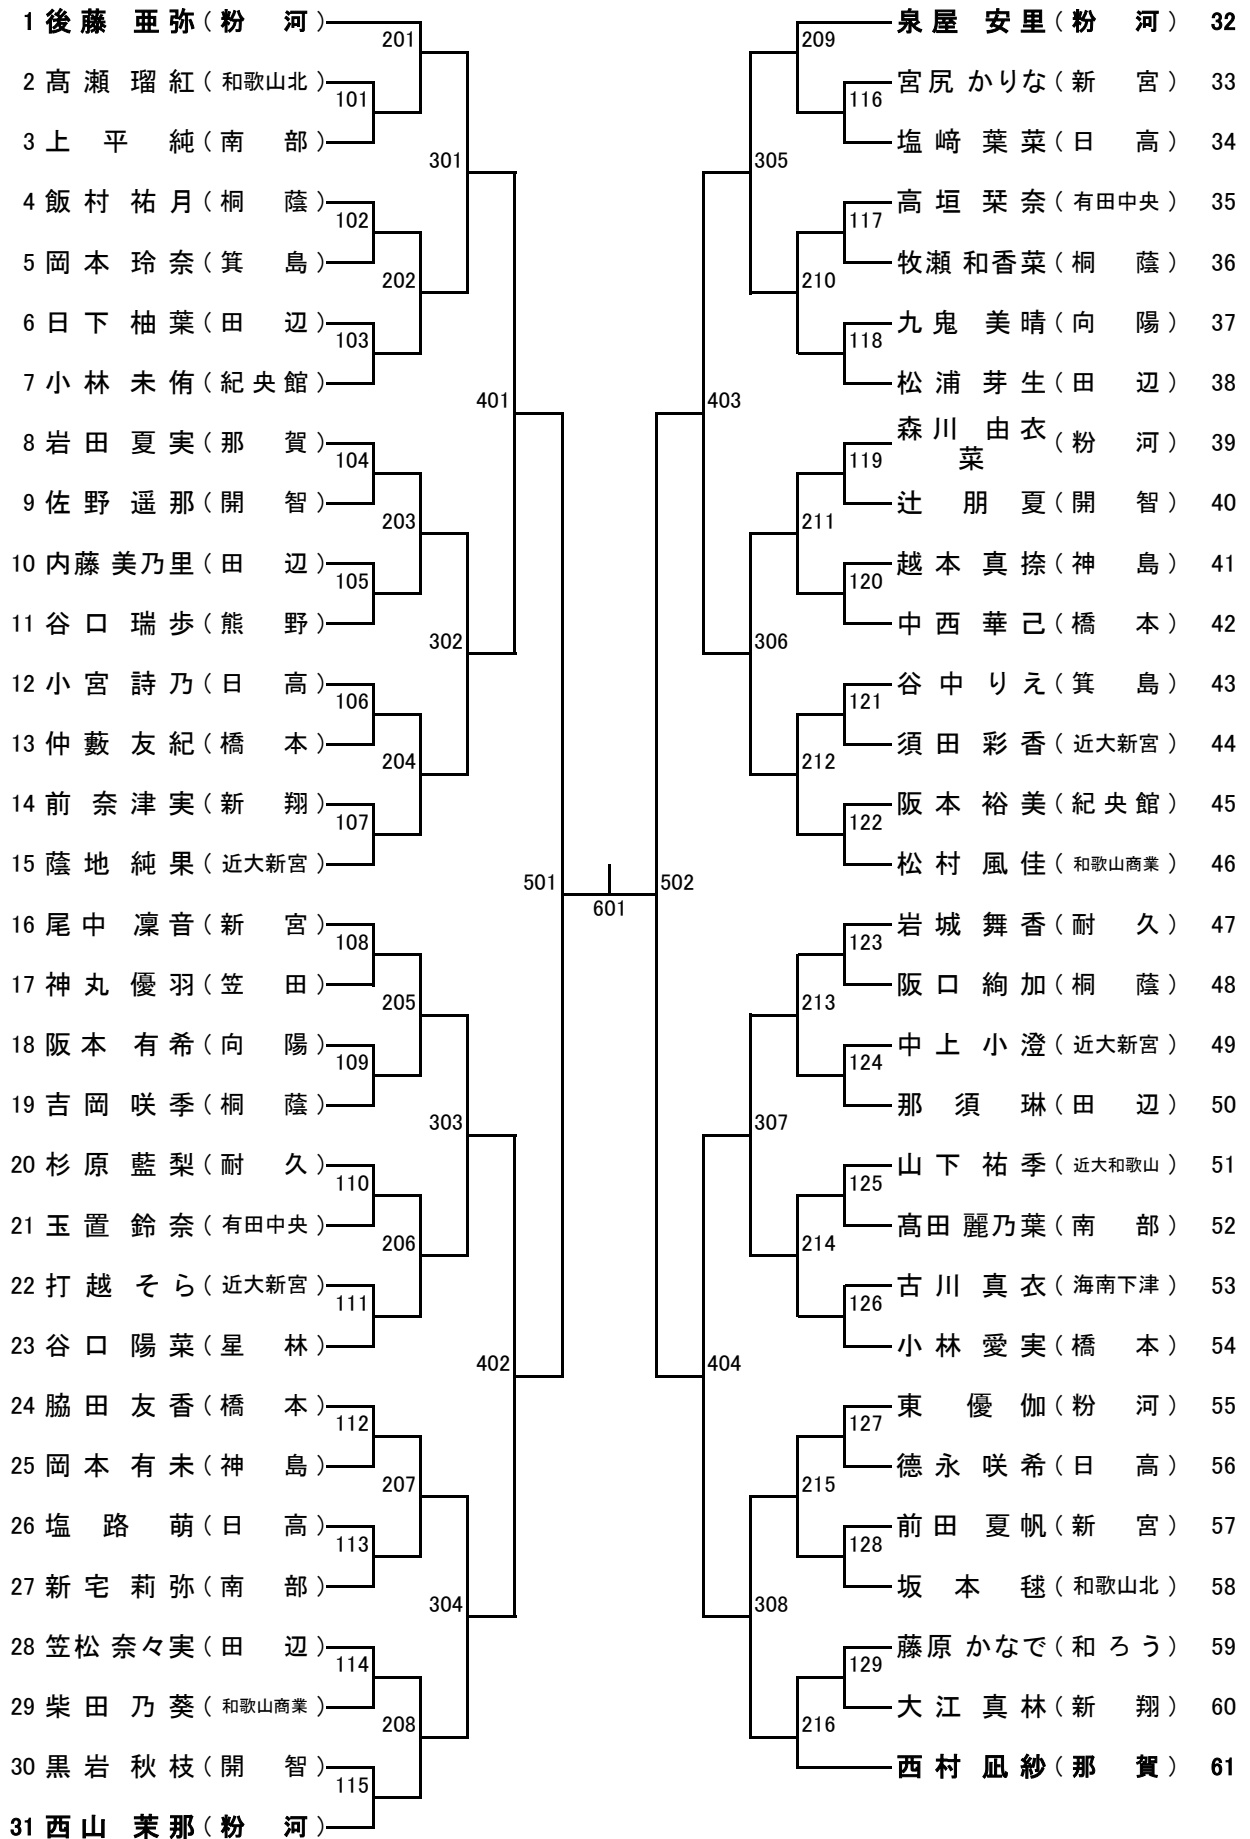 1 後藤 亜弥 (粉 河)
2 髙瀬 瑠紅 (和歌山北)
3 上平 純 (南 部)
4 飯村 祐月 (桐 蔭)
5 岡本 玲奈 (箕 島)
6 日下 柚葉 (田 辺)
7 小林 未侑 (紀央館)
8 岩田 夏実 (那 賀)
9 佐野 遥那 (開 智)
10 内藤 美乃里 (田 辺)
11 谷口 瑞歩 (熊 野)
12 小宮 詩乃 (日 高)
13 仲藪 友紀 (橋 本)
14 前 奈津実 (新 翔)
15 蔭地 純果 (近大新宮)
16 尾中 凜音 (新 宮)
17 神丸 優羽 (笠 田)
18 阪本 有希 (向 陽)
19 吉岡 咲季 (桐 蔭)
20 杉原 藍梨 (耐 久)
21 玉置 鈴奈 (有田中央)
22 打越 そら (近大新宮)
23 谷口 陽菜 (星 林)
24 脇田 友香 (橋 本)
25 岡本 有未 (神 島)
26 塩路 萌 (日 高)
27 新宅 莉弥 (南 部)
28 笠松 奈々実 (田 辺)
29 柴田 乃葵 (和歌山商業)
30 黒岩 秋枝 (開 智)
31 西山 茉那 (粉 河)
101
102
103
104
105
106
107
108
109
110
111
112
113
114
115
201
202
203
204
205
206
207
208
301
302
303
304
401
402
501
601
502
403
404
305
306
307
308
209
210
211
212
213
214
215
216
116
117
118
119
120
121
122
123
124
125
126
127
128
129
泉屋 安里 (粉 河) 32
宮尻 かりな (新 宮) 33
塩﨑 葉菜 (日 高) 34
高垣 栞奈 (有田中央) 35
牧瀬 和香菜 (桐 蔭) 36
九鬼 美晴 (向 陽) 37
松浦 芽生 (田 辺) 38
森川 由衣
菜 (粉 河) 39
辻 朋夏 (開 智) 40
越本 真捺 (神 島) 41
中西 華己 (橋 本) 42
谷中 りえ (箕 島) 43
須田 彩香 (近大新宮) 44
阪本 裕美 (紀央館) 45
松村 風佳 (和歌山商業) 46
岩城 舞香 (耐 久) 47
阪口 絢加 (桐 蔭) 48
中上 小澄 (近大新宮) 49
那須 琳 (田 辺) 50
山下 祐季 (近大和歌山) 51
髙田 麗乃葉 (南 部) 52
古川 真衣 (海南下津) 53
小林 愛実 (橋 本) 54
東 優伽 (粉 河) 55
德永 咲希 (日 高) 56
前田 夏帆 (新 宮) 57
坂本 毬 (和歌山北) 58
藤原 かなで (和ろう) 59
大江 真林 (新 翔) 60
西村 凪紗 (那 賀) 61